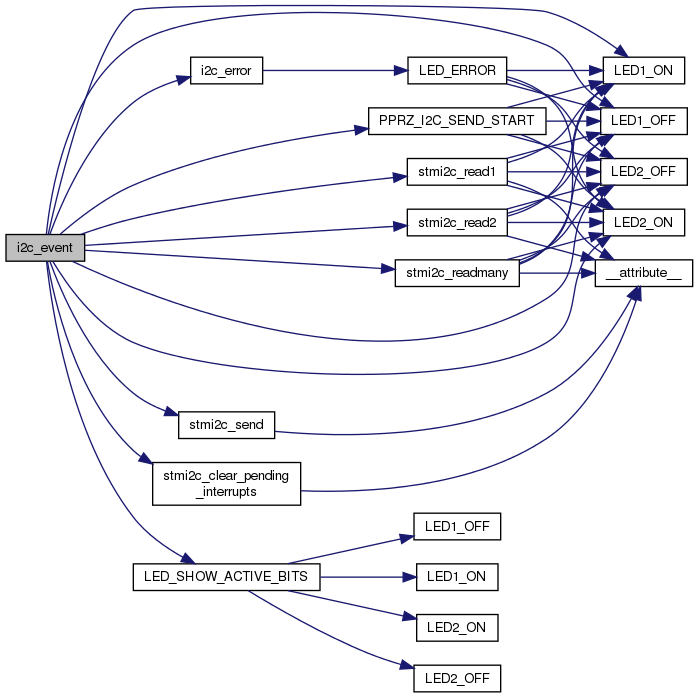 i2c_error
LED_ERROR
LED1_ON
PPRZ_I2C_SEND_START
LED1_OFF
stmi2c_read1
LED2_OFF
i2c_event
stmi2c_read2
LED2_ON
stmi2c_readmany
__attribute__
stmi2c_send
stmi2c_clear_pending
_interrupts
LED1_OFF
LED_SHOW_ACTIVE_BITS
LED1_ON
LED2_ON
LED2_OFF